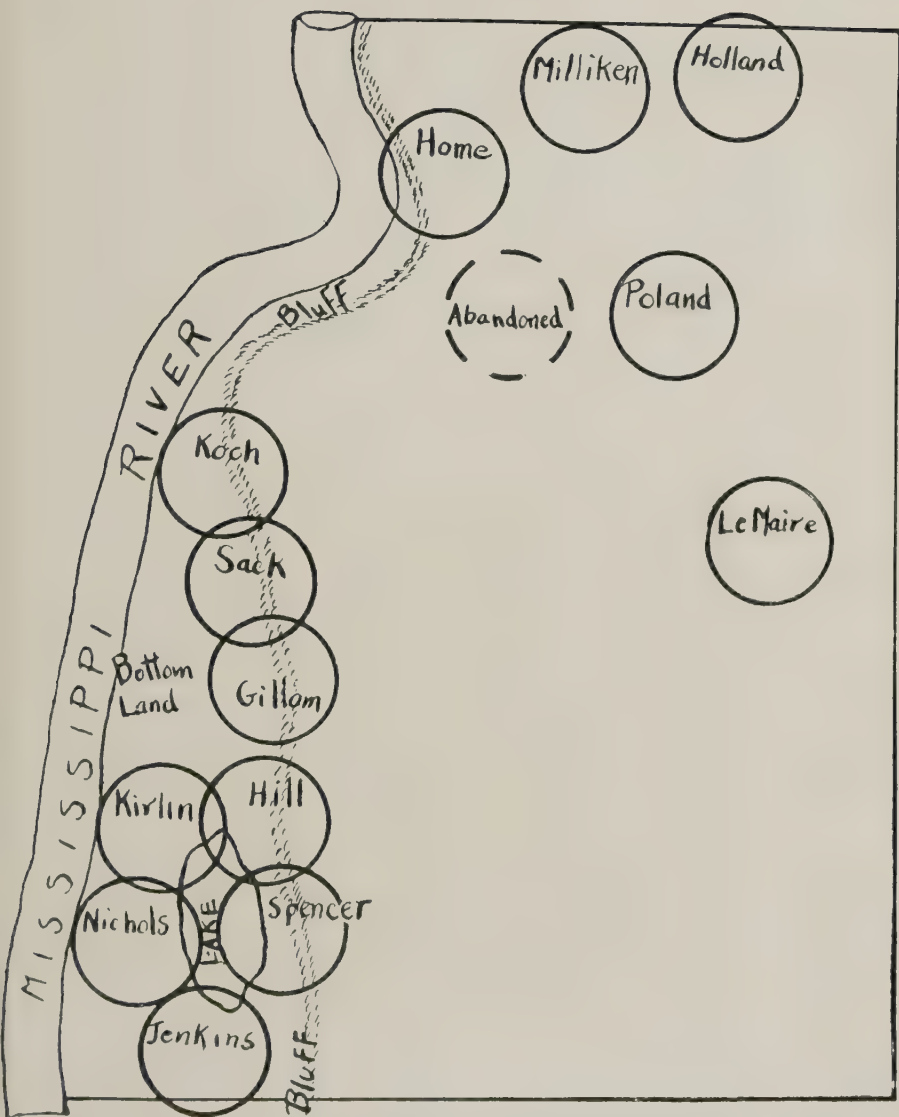 Milliken
Holland
Home
Bluff
Abandoned
Poland
MISSISSIPPI RIVER
Koch
LeMaire
Sack
Bottom
Land
Gillam
Kirlin
Hill
Nichols
LAKE
Spencer
Jenkins
Bluff